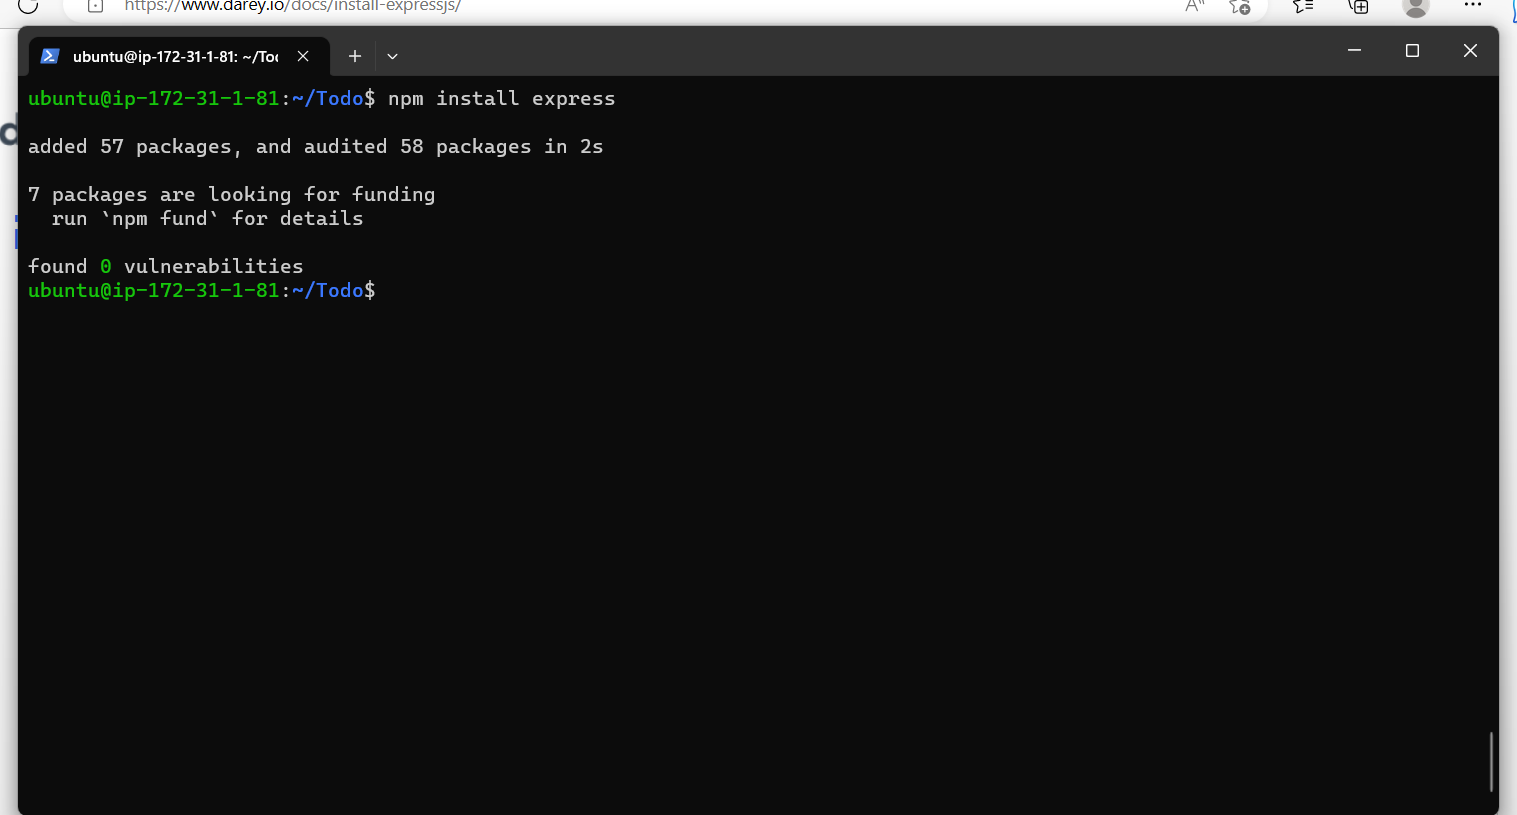 https://www.darey.io/docs/install-expressjs/
ubuntu@ip-172-31-1-81: ~/Too
ubuntu@ip-172-31-1-81:~/Todo$ npm install express
added 57 packages, and audited 58 packages in 2s
7 packages are looking for funding
run `npm fund` for details
found 0 vulnerabilities
ubuntu@ip-172-31-1-81:~/Todo$